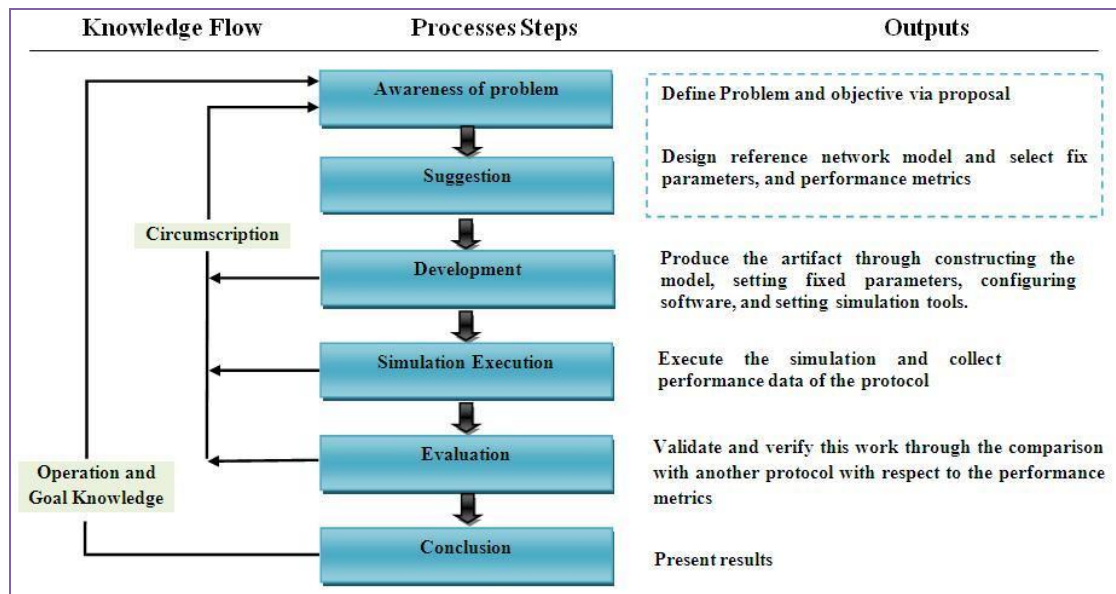 Knowledge Flow
Processes Steps
Outputs
Awareness of problem
Define Problem and objective via proposal
Suggestion
Design reference network model and select fix
parameters, and performance metrics
Circumscription
Development
Produce the artifact through constructing the
model, setting fixed parameters, configuring
software, and setting simulation tools.
Simulation Execution
Execute the simulation and collect
performance data of the protocol
Evaluation
Validate and verify this work through the comparison
with another protocol with respect to the performance
metrics
Operation and
Goal Knowledge
Conclusion
Present results